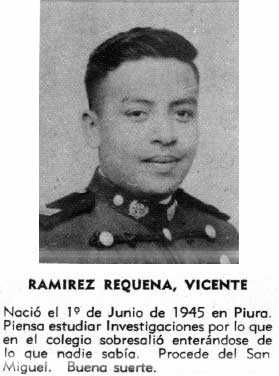 RAMIREZ REQUENA, VICENTE
Nació el 1º de Junio de 1945 en Piura.
Piensa estudiar Investigaciones por lo que
en el colegio sobresalió enterándose de
lo que nadie sabía. Procede del San
Miguel. Buena suerte.